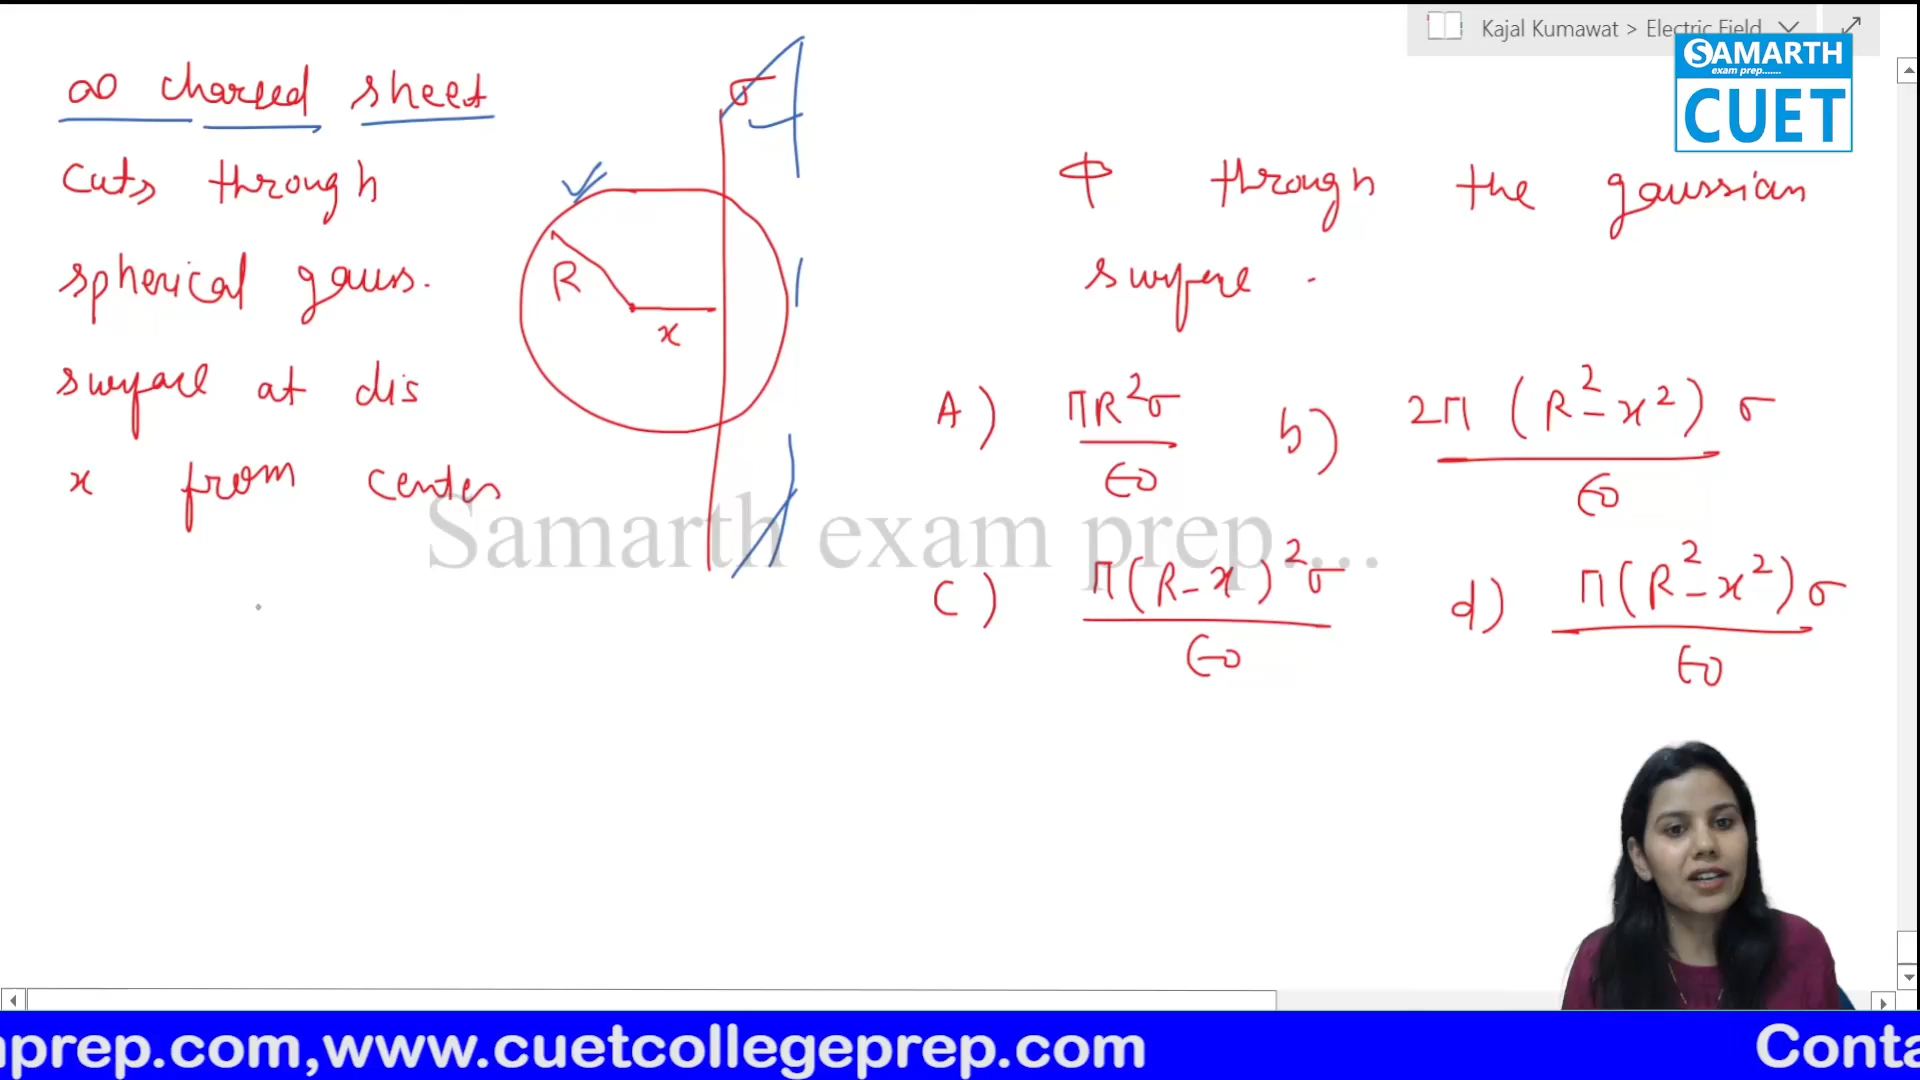 Kajal Kumawat > Electric Field
SAMARTH
exam prep.......
CUET
∞ charged sheet
cuts through
spherical gauss.
surface at dis
x from center
σ
R
x
Φ through the gaussian
surface .
A) πR²σ / ε0
b) 2π (R² - x²) σ / ε0
c) π(R - x)²σ / ε0
d) π(R² - x²)σ / ε0
Samarth exam prep....
prep.com,www.cuetcollegeprep.com
Conta